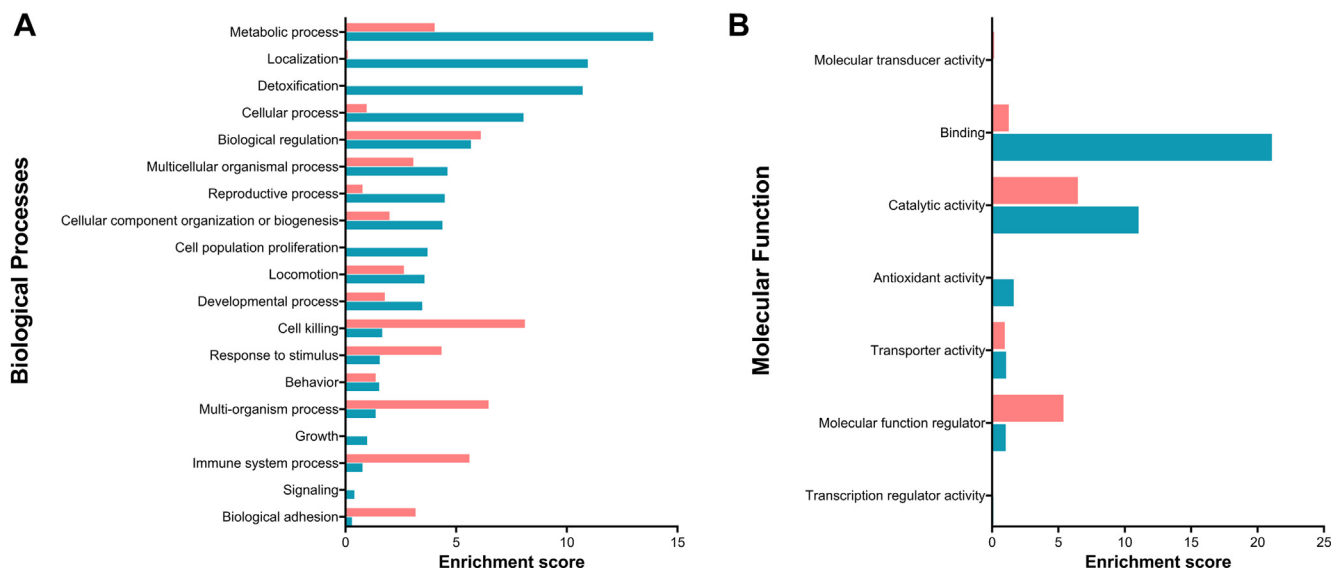 A
Biological Processes
Metabolic process
Localization
Detoxification
Cellular process
Biological regulation
Multicellular organismal process
Reproductive process
Cellular component organization or biogenesis
Cell population proliferation
Locomotion
Developmental process
Cell killing
Response to stimulus
Behavior
Multi-organism process
Growth
Immune system process
Signaling
Biological adhesion
0 5 10 15
Enrichment score
B
Molecular Function
Molecular transducer activity
Binding
Catalytic activity
Antioxidant activity
Transporter activity
Molecular function regulator
Transcription regulator activity
0 5 10 15 20 25
Enrichment score